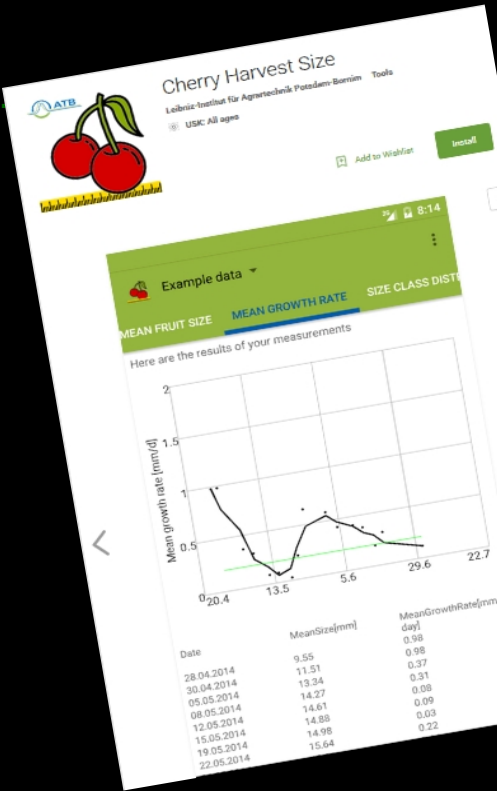 ATB
Cherry Harvest Size
Leibniz-Institut für Agrartechnik Potsdam-Bornim Tools
USK: All ages
Add to Wishlist
Install
8:14
Example data
MEAN FRUIT SIZE MEAN GROWTH RATE SIZE CLASS DISTR
Here are the results of your measurements
Mean growth rate [mm/d]
2
1.5
1
0.5
0
20.4 13.5 5.6 29.6 22.7
Date MeanSize[mm] MeanGrowthRate[mm
day]
28.04.2014 9.55 0.98
30.04.2014 11.51 0.98
05.05.2014 13.34 0.37
08.05.2014 14.27 0.31
12.05.2014 14.61 0.08
15.05.2014 14.88 0.09
19.05.2014 14.98 0.03
22.05.2014 15.64 0.22